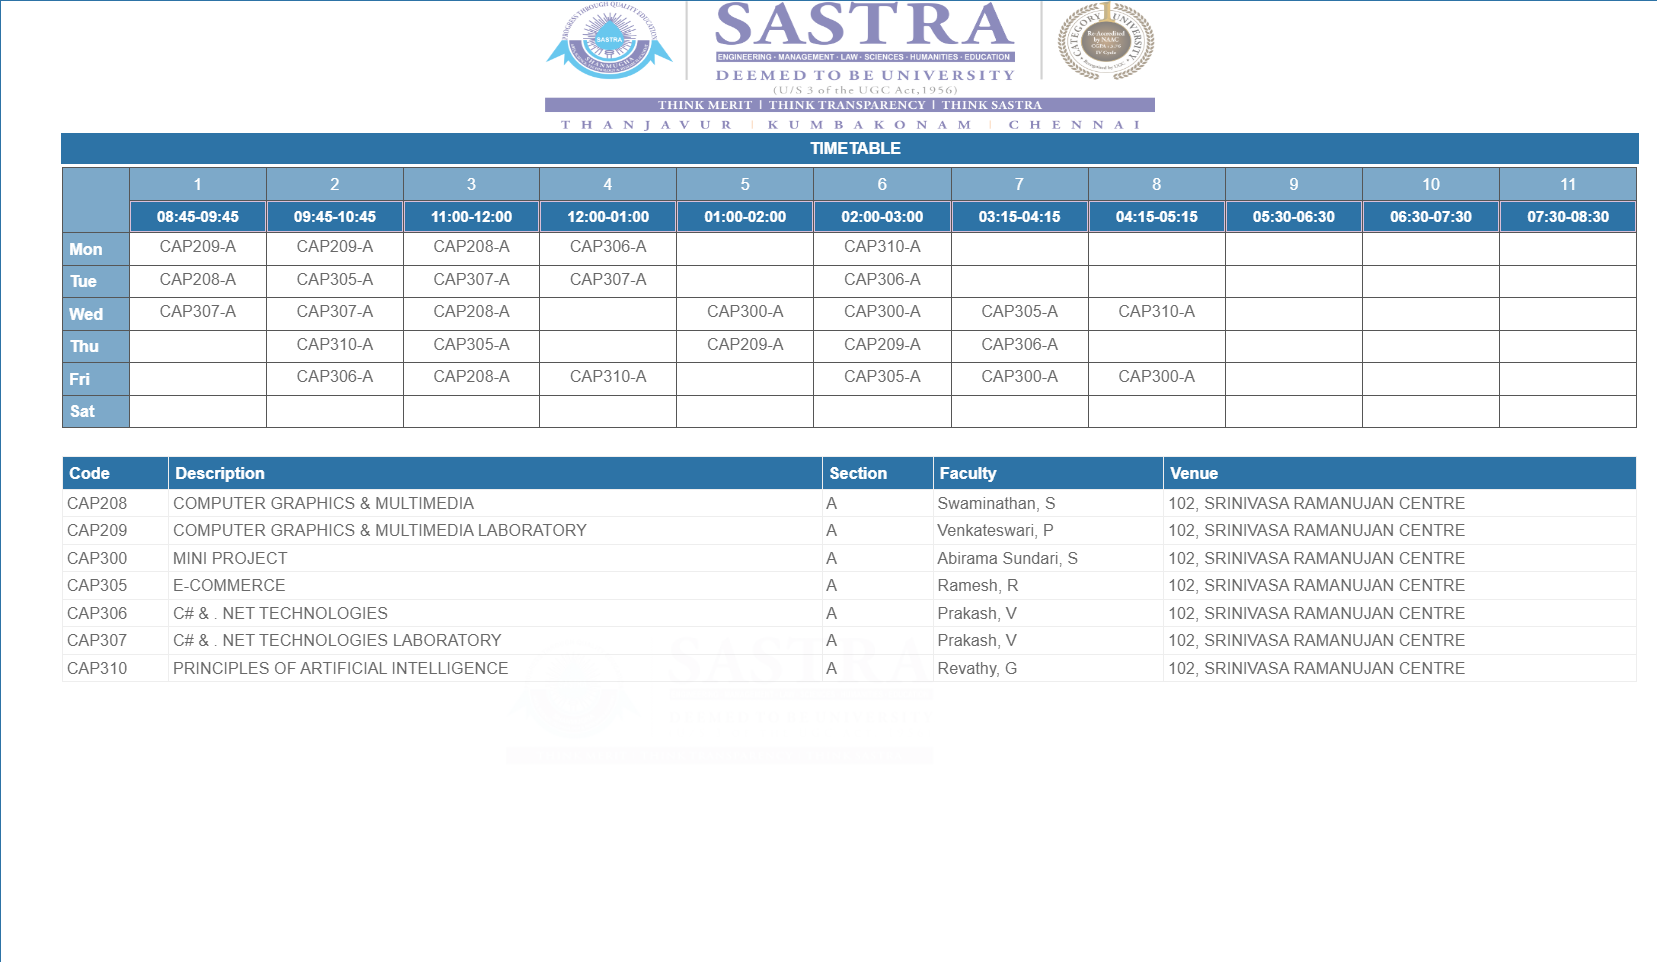 SASTRA
ENGINEERING · MANAGEMENT · LAW · SCIENCES · HUMANITIES · EDUCATION
DEEMED TO BE UNIVERSITY
(U/S 3 of the UGC Act,1956)
THINK MERIT | THINK TRANSPARENCY | THINK SASTRA
THANJAVUR | KUMBAKONAM | CHENNAI
SASTRA
CATEGORY 1 UNIVERSITY
Re-Accredited
by NAAC
TIMETABLE
1 2 3 4 5 6 7 8 9 10 11
08:45-09:45 09:45-10:45 11:00-12:00 12:00-01:00 01:00-02:00 02:00-03:00 03:15-04:15 04:15-05:15 05:30-06:30 06:30-07:30 07:30-08:30
Mon CAP209-A CAP209-A CAP208-A CAP306-A CAP310-A
Tue CAP208-A CAP305-A CAP307-A CAP307-A CAP306-A
Wed CAP307-A CAP307-A CAP208-A CAP300-A CAP300-A CAP305-A CAP310-A
Thu CAP310-A CAP305-A CAP209-A CAP209-A CAP306-A
Fri CAP306-A CAP208-A CAP310-A CAP305-A CAP300-A CAP300-A
Sat
Code Description Section Faculty Venue
CAP208 COMPUTER GRAPHICS & MULTIMEDIA A Swaminathan, S 102, SRINIVASA RAMANUJAN CENTRE
CAP209 COMPUTER GRAPHICS & MULTIMEDIA LABORATORY A Venkateswari, P 102, SRINIVASA RAMANUJAN CENTRE
CAP300 MINI PROJECT A Abirama Sundari, S 102, SRINIVASA RAMANUJAN CENTRE
CAP305 E-COMMERCE A Ramesh, R 102, SRINIVASA RAMANUJAN CENTRE
CAP306 C# & . NET TECHNOLOGIES A Prakash, V 102, SRINIVASA RAMANUJAN CENTRE
CAP307 C# & . NET TECHNOLOGIES LABORATORY A Prakash, V 102, SRINIVASA RAMANUJAN CENTRE
CAP310 PRINCIPLES OF ARTIFICIAL INTELLIGENCE A Revathy, G 102, SRINIVASA RAMANUJAN CENTRE
SASTRA